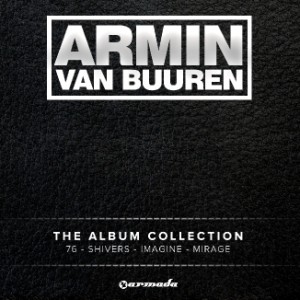 ARMIN
VAN BUUREN
THE ALBUM COLLECTION
76 - SHIVERS - IMAGINE - MIRAGE
armada